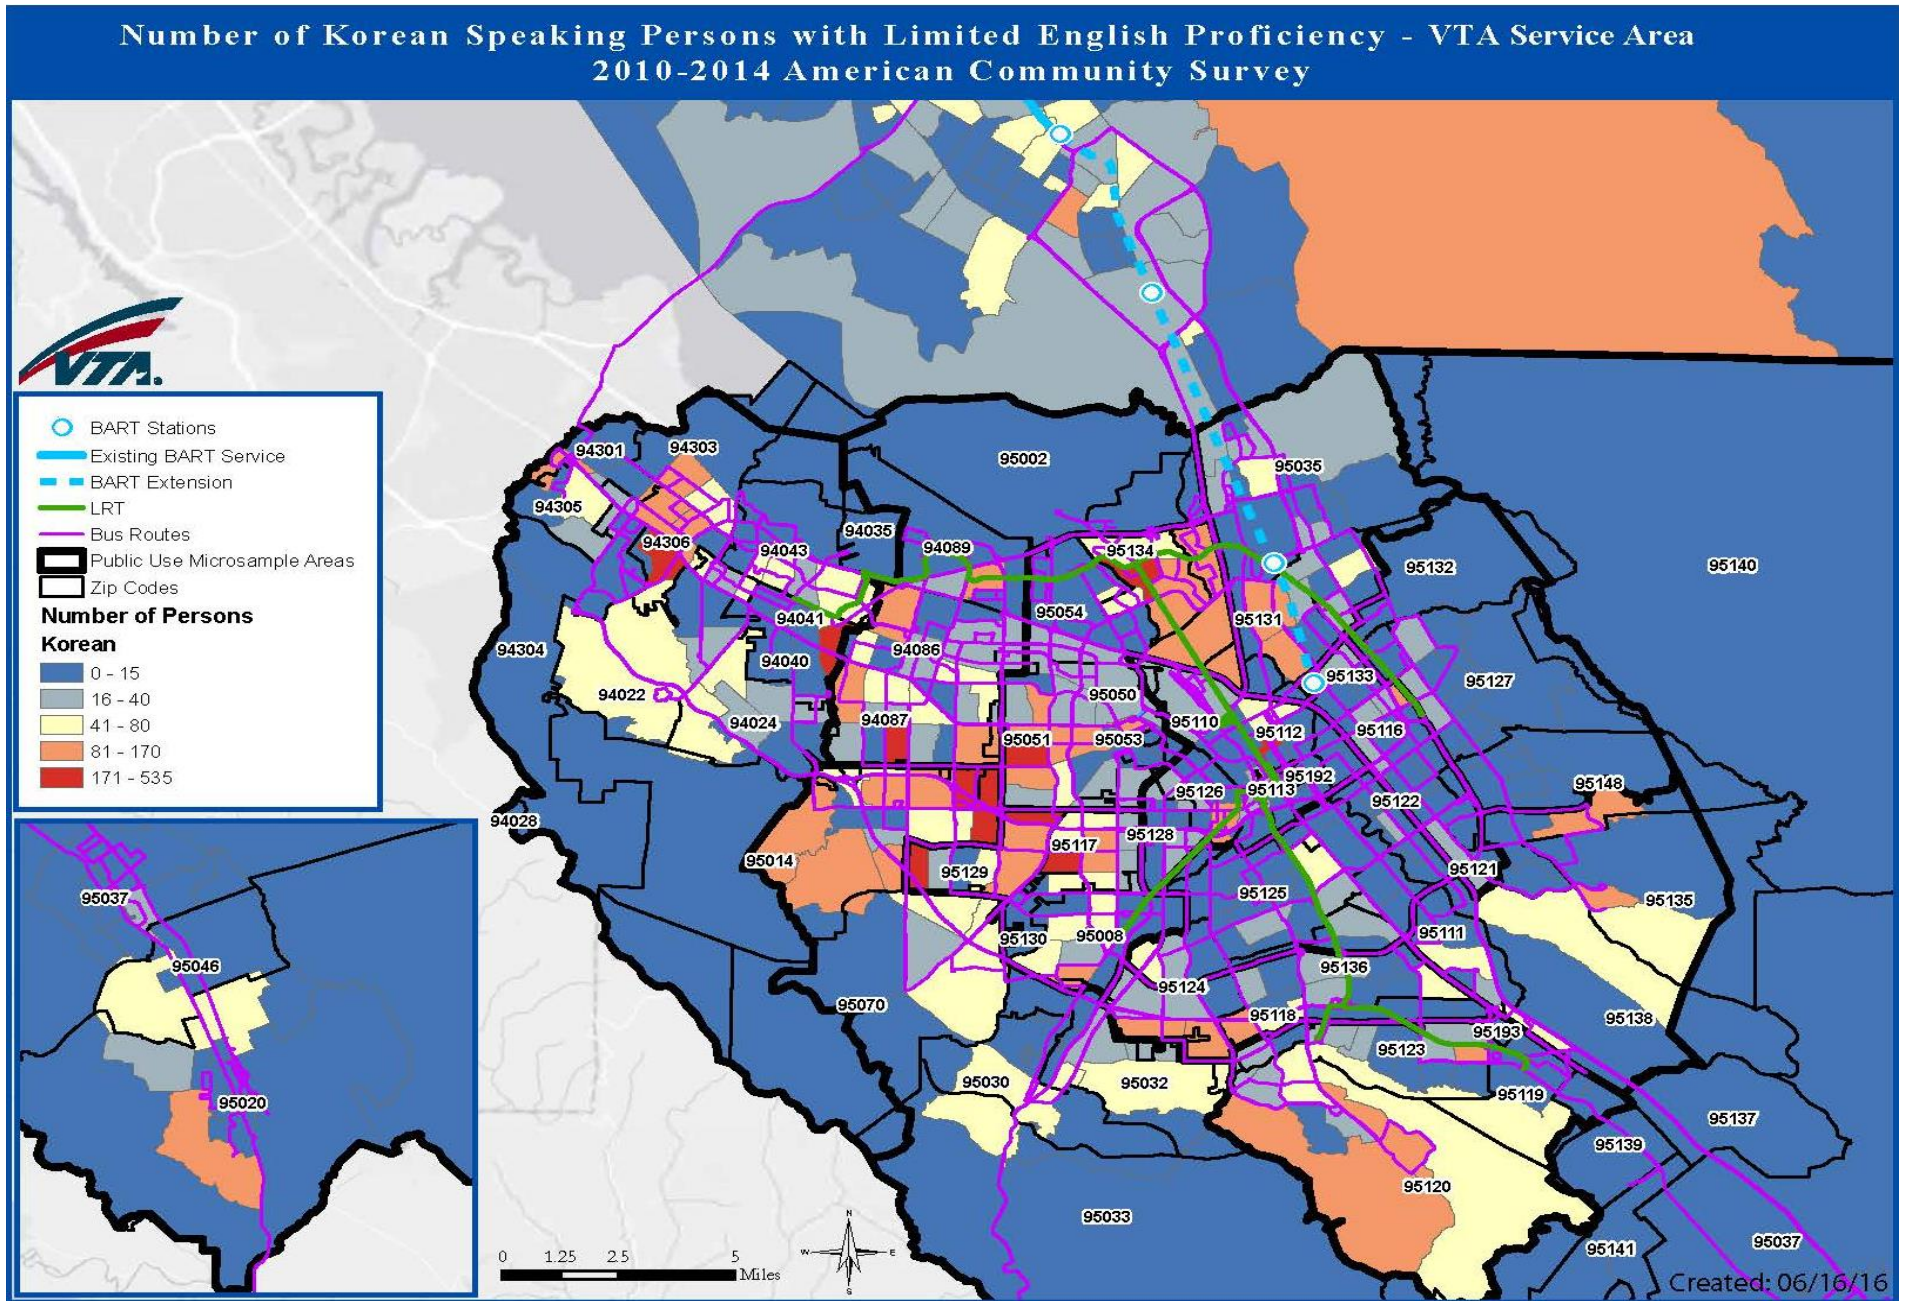 Number of Korean Speaking Persons with Limited English Proficiency - VTA Service Area
2010-2014 American Community Survey
VTA.
BART Stations
Existing BART Service
BART Extension
LRT
Bus Routes
Public Use Microsample Areas
Zip Codes
Number of Persons
Korean
0 - 15
16 - 40
41 - 80
81 - 170
171 - 535
94301
94303
95002
95035
94305
94035
94306
94043
94089
95134
95132
95140
95054
94041
95131
94304
94086
94040
95133
95127
94022
95050
94024
94087
95110
95116
95112
95051
95053
95192
95148
95126
95113
95122
94028
95128
95117
95014
95129
95121
95125
95135
95130
95008
95111
95136
95124
95070
95118
95138
95193
95123
95030
95032
95119
95137
95139
95120
95033
95141
95037
95037
95046
95020
0 1.25 2.5 5
Miles
N
W E
S
Created: 06/16/16